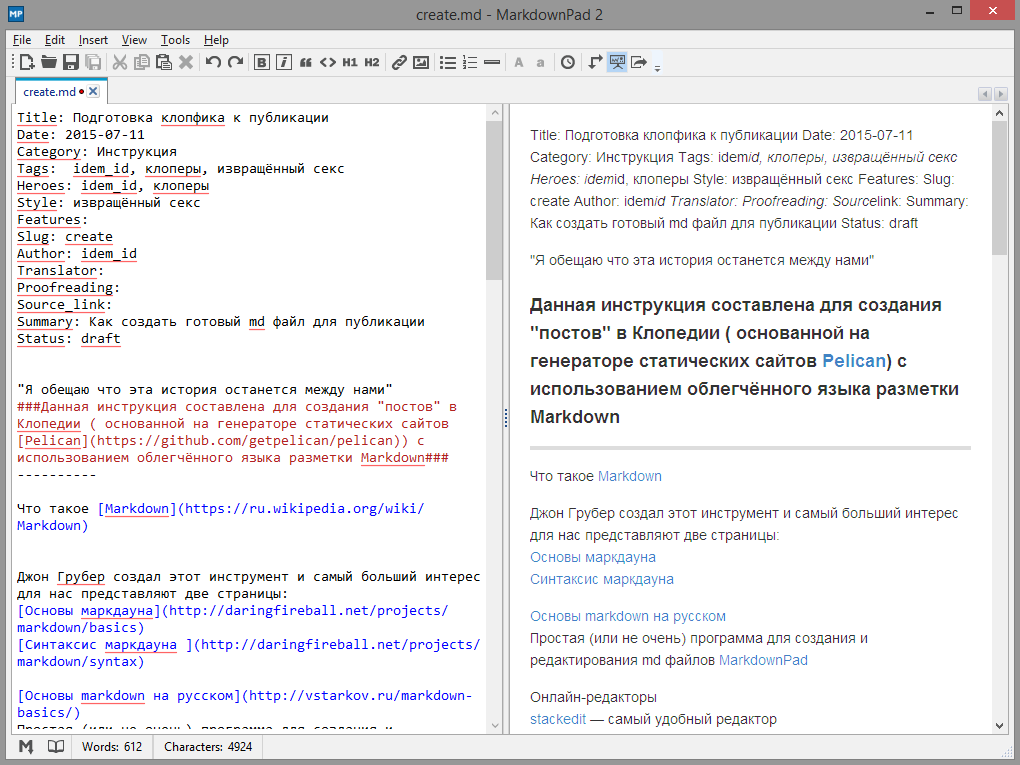 MP
create.md - MarkdownPad 2
File Edit Insert View Tools Help
B i “ <> H1 H2 A a
create.md
Title: Подготовка клопфика к публикации
Date: 2015-07-11
Category: Инструкция
Tags:  idem_id, клоперы, извращённый секс
Heroes: idem_id, клоперы
Style: извращённый секс
Features:
Slug: create
Author: idem_id
Translator:
Proofreading:
Source_link:
Summary: Как создать готовый md файл для публикации
Status: draft
"Я обещаю что эта история останется между нами"
###Данная инструкция составлена для создания "постов" в
Клопедии ( основанной на генераторе статических сайтов
[Pelican](https://github.com/getpelican/pelican)) с
использованием облегчённого языка разметки Markdown###
----------
Что такое [Markdown](https://ru.wikipedia.org/wiki/
Markdown)
Джон Грубер создал этот инструмент и самый больший интерес
для нас представляют две страницы:
[Основы маркдауна](http://daringfireball.net/projects/
markdown/basics)
[Синтаксис маркдауна ](http://daringfireball.net/projects/
markdown/syntax)
[Основы markdown на русском](http://vstarkov.ru/markdown-
basics/)
Простая (или не очень) программа для создания и
Title: Подготовка клопфика к публикации Date: 2015-07-11
Category: Инструкция Tags: idemid, клоперы, извращённый секс
Heroes: idemid, клоперы Style: извращённый секс Features: Slug:
create Author: idemid Translator: Proofreading: Sourcelink: Summary:
Как создать готовый md файл для публикации Status: draft
"Я обещаю что эта история останется между нами"
Данная инструкция составлена для создания
"постов" в Клопедии ( основанной на
генераторе статических сайтов Pelican) с
использованием облегчённого языка разметки
Markdown
Что такое Markdown
Джон Грубер создал этот инструмент и самый больший интерес
для нас представляют две страницы:
Основы маркдауна
Синтаксис маркдауна
Основы markdown на русском
Простая (или не очень) программа для создания и
редактирования md файлов MarkdownPad
Онлайн-редакторы
stackedit — самый удобный редактор
Words: 612 Characters: 4924